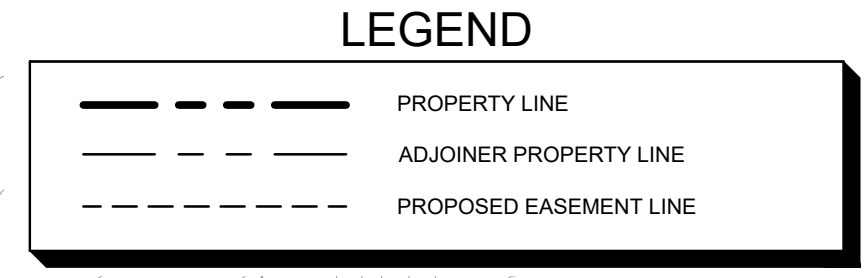 LEGEND
PROPERTY LINE
ADJOINER PROPERTY LINE
PROPOSED EASEMENT LINE